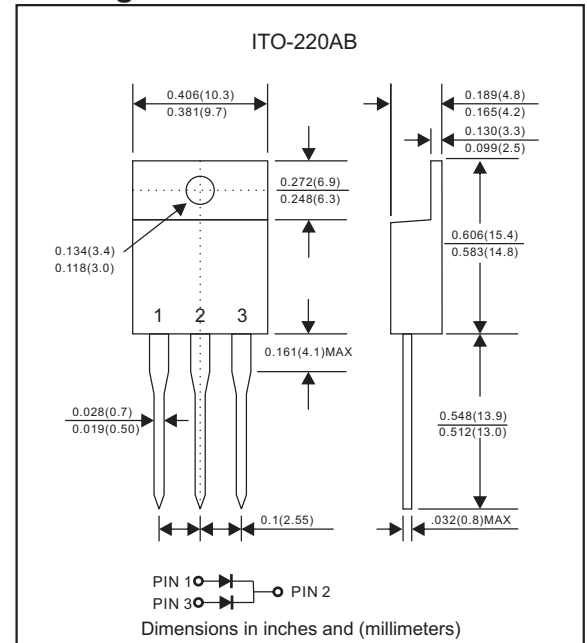 ITO-220AB
0.406(10.3)
0.381(9.7)
0.189(4.8)
0.165(4.2)
0.130(3.3)
0.099(2.5)
0.272(6.9)
0.248(6.3)
0.134(3.4)
0.118(3.0)
0.606(15.4)
0.583(14.8)
1 2 3
0.161(4.1)MAX
0.028(0.7)
0.019(0.50)
0.548(13.9)
0.512(13.0)
0.1(2.55)
.032(0.8)MAX
PIN 1
PIN 2
PIN 3
Dimensions in inches and (millimeters)